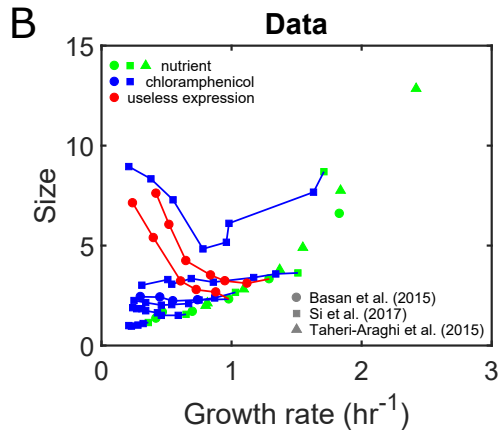 B
Data
nutrient
chloramphenicol
useless expression
15
10
5
0
Size
Basan et al. (2015)
Si et al. (2017)
Taheri-Araghi et al. (2015)
0 1 2 3
Growth rate (hr⁻¹)